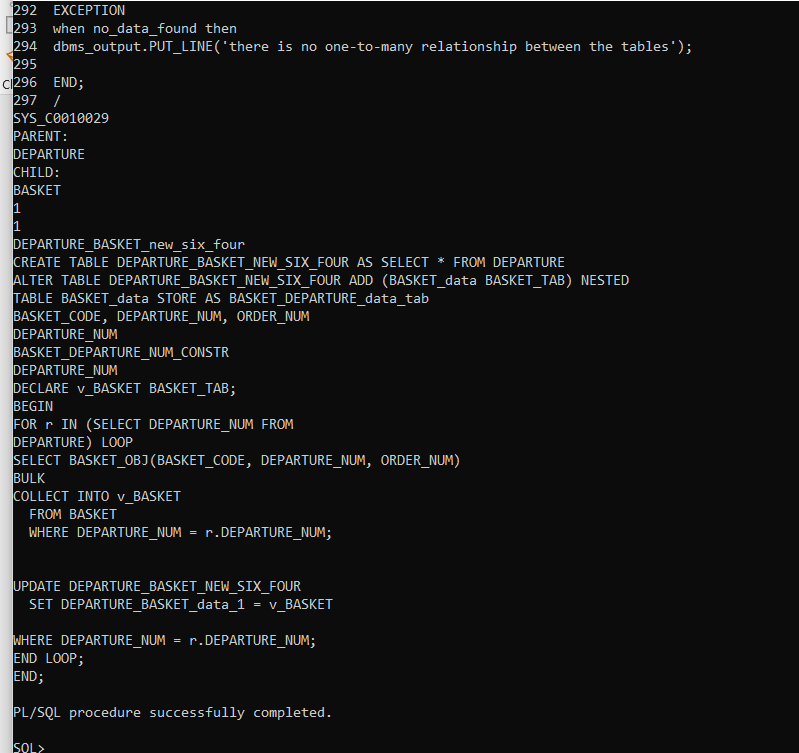 292  EXCEPTION
293  when no_data_found then
294  dbms_output.PUT_LINE('there is no one-to-many relationship between the tables');
295
296  END;
297  /
SYS_C0010029
PARENT:
DEPARTURE
CHILD:
BASKET
1
1
DEPARTURE_BASKET_new_six_four
CREATE TABLE DEPARTURE_BASKET_NEW_SIX_FOUR AS SELECT * FROM DEPARTURE
ALTER TABLE DEPARTURE_BASKET_NEW_SIX_FOUR ADD (BASKET_data BASKET_TAB) NESTED
TABLE BASKET_data STORE AS BASKET_DEPARTURE_data_tab
BASKET_CODE, DEPARTURE_NUM, ORDER_NUM
DEPARTURE_NUM
BASKET_DEPARTURE_NUM_CONSTR
DEPARTURE_NUM
DECLARE v_BASKET BASKET_TAB;
BEGIN
FOR r IN (SELECT DEPARTURE_NUM FROM
DEPARTURE) LOOP
SELECT BASKET_OBJ(BASKET_CODE, DEPARTURE_NUM, ORDER_NUM)
BULK
COLLECT INTO v_BASKET
  FROM BASKET
  WHERE DEPARTURE_NUM = r.DEPARTURE_NUM;
UPDATE DEPARTURE_BASKET_NEW_SIX_FOUR
  SET DEPARTURE_BASKET_data_1 = v_BASKET
WHERE DEPARTURE_NUM = r.DEPARTURE_NUM;
END LOOP;
END;
PL/SQL procedure successfully completed.
SQL>